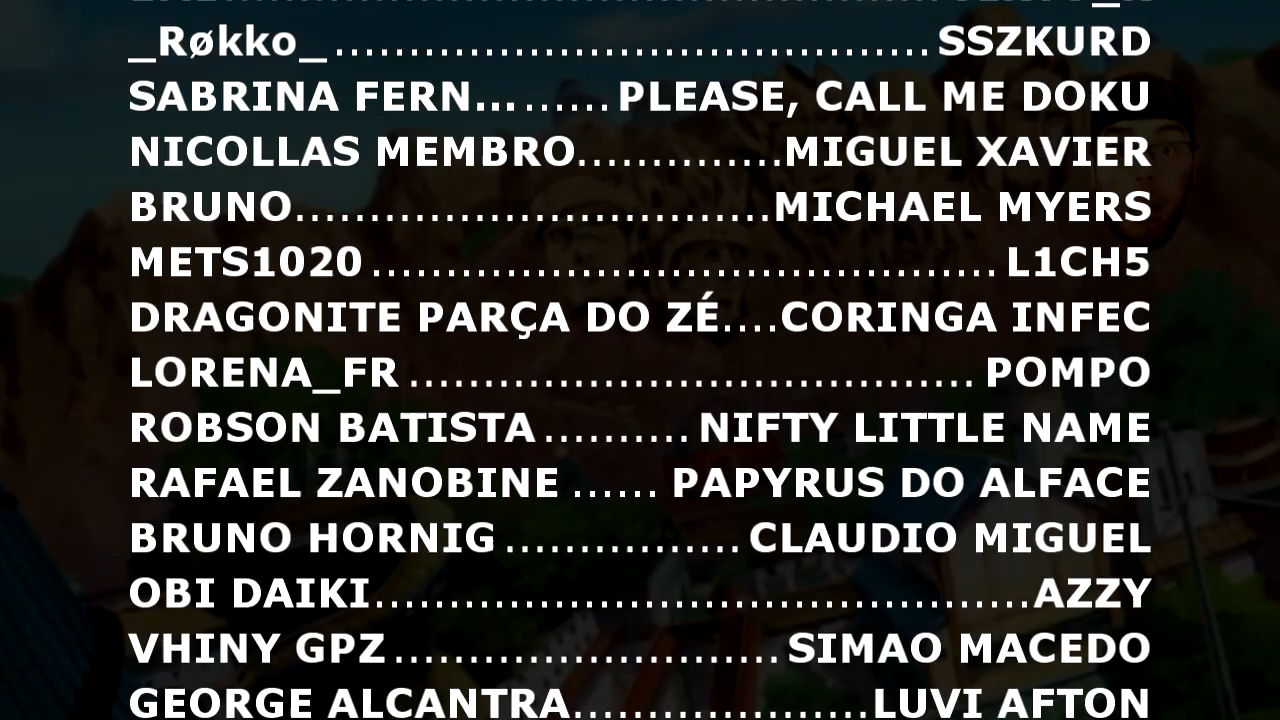 _Røkko_........................................SSZKURD
SABRINA FERN.........PLEASE, CALL ME DOKU
NICOLLAS MEMBRO..............MIGUEL XAVIER
BRUNO................................MICHAEL MYERS
METS1020..........................................L1CH5
DRAGONITE PARÇA DO ZÉ....CORINGA INFEC
LORENA_FR......................................POMPO
ROBSON BATISTA..........NIFTY LITTLE NAME
RAFAEL ZANOBINE ...... PAPYRUS DO ALFACE
BRUNO HORNIG................CLAUDIO MIGUEL
OBI DAIKI............................................AZZY
VHINY GPZ..........................SIMAO MACEDO
GEORGE ALCANTRA....................LUVI AFTON